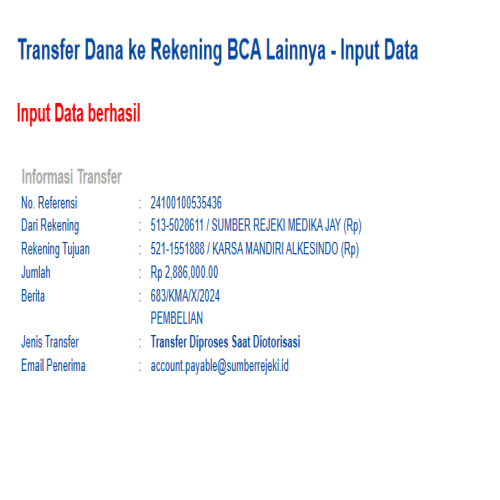 Transfer Dana ke Rekening BCA Lainnya - Input Data
Input Data berhasil
Informasi Transfer
No. Referensi : 24100100535436
Dari Rekening : 513-5028611 / SUMBER REJEKI MEDIKA JAY (Rp)
Rekening Tujuan : 521-1551888 / KARSA MANDIRI ALKESINDO (Rp)
Jumlah : Rp 2,886,000.00
Berita : 683/KMA/X/2024
PEMBELIAN
Jenis Transfer : Transfer Diproses Saat Diotorisasi
Email Penerima : account.payable@sumberrejeki.id